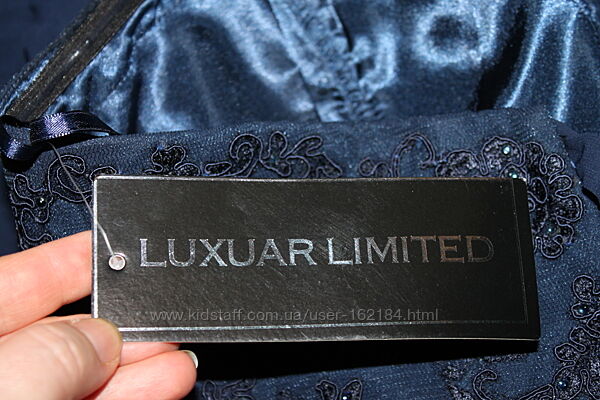 LUXUAR LIMITED
www.kidstaff.com.ua/user-162184.html